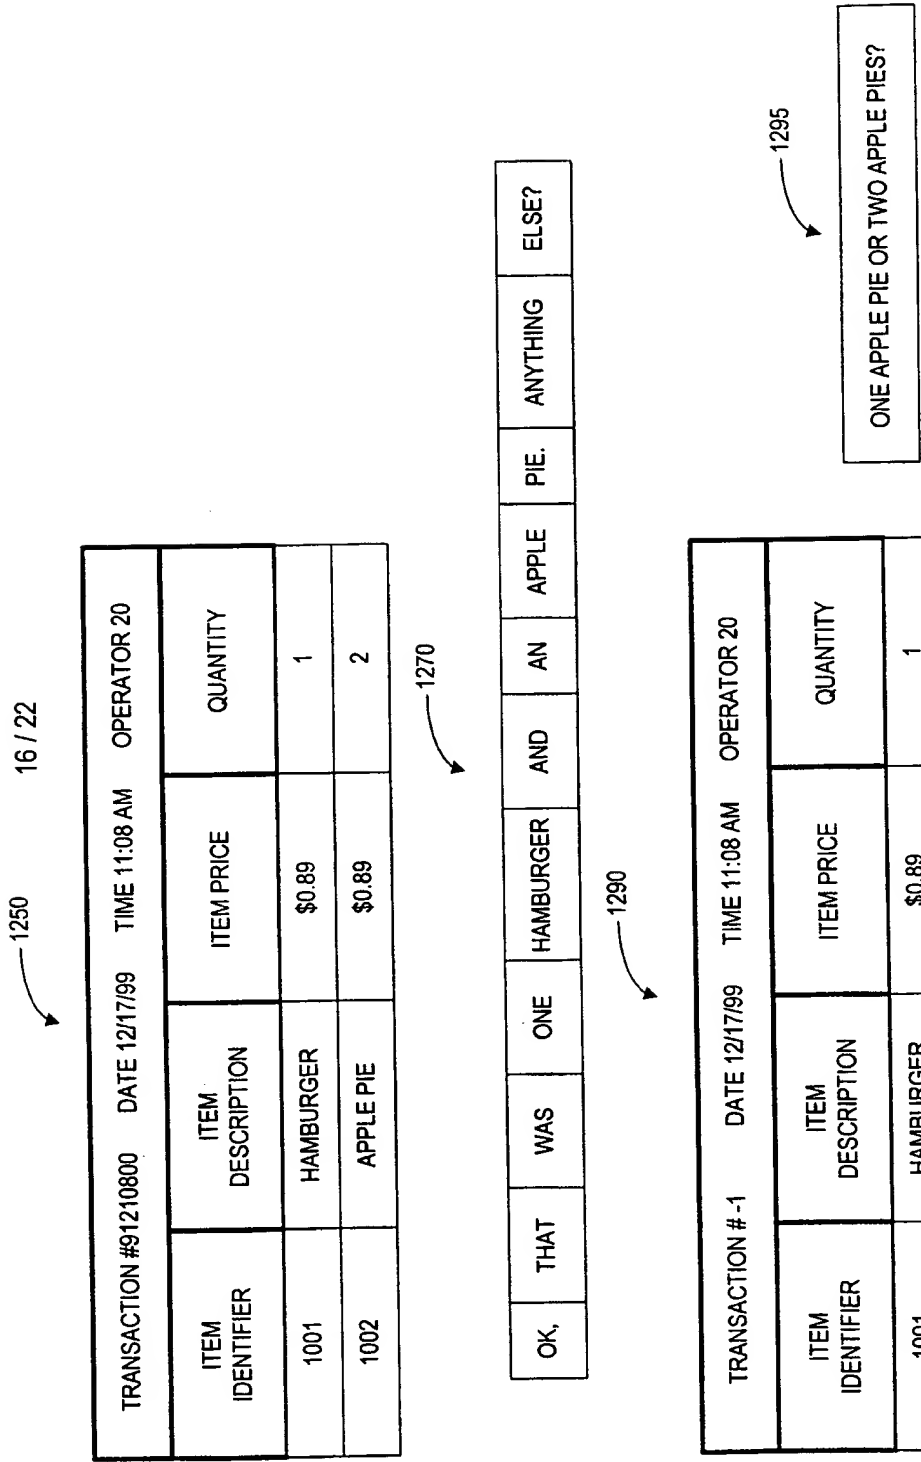 16 / 22
1250
TRANSACTION #91210800 DATE 12/17/99 TIME 11:08 AM OPERATOR 20
ITEM IDENTIFIER ITEM DESCRIPTION ITEM PRICE QUANTITY
1001 HAMBURGER $0.89 1
1002 APPLE PIE $0.89 2
1270
OK, THAT WAS ONE HAMBURGER AND AN APPLE PIE. ANYTHING ELSE?
1290
TRANSACTION # -1 DATE 12/17/99 TIME 11:08 AM OPERATOR 20
ITEM IDENTIFIER ITEM DESCRIPTION ITEM PRICE QUANTITY
1001 HAMBURGER $0.89 1
1295
ONE APPLE PIE OR TWO APPLE PIES?